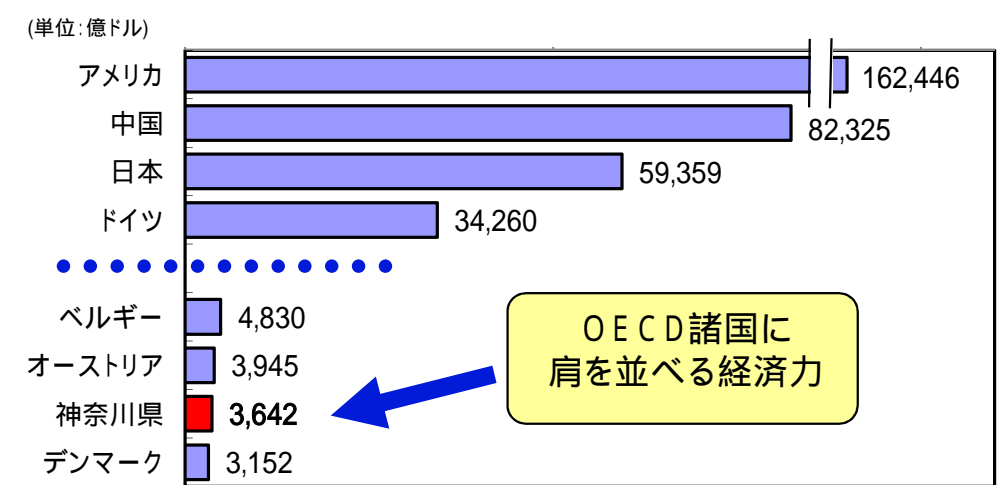 (単位:億ドル)
アメリカ 162,446
中国 82,325
日本 59,359
ドイツ 34,260
ベルギー 4,830
オーストリア 3,945
神奈川県 3,642
デンマーク 3,152
OECD諸国に
肩を並べる経済力